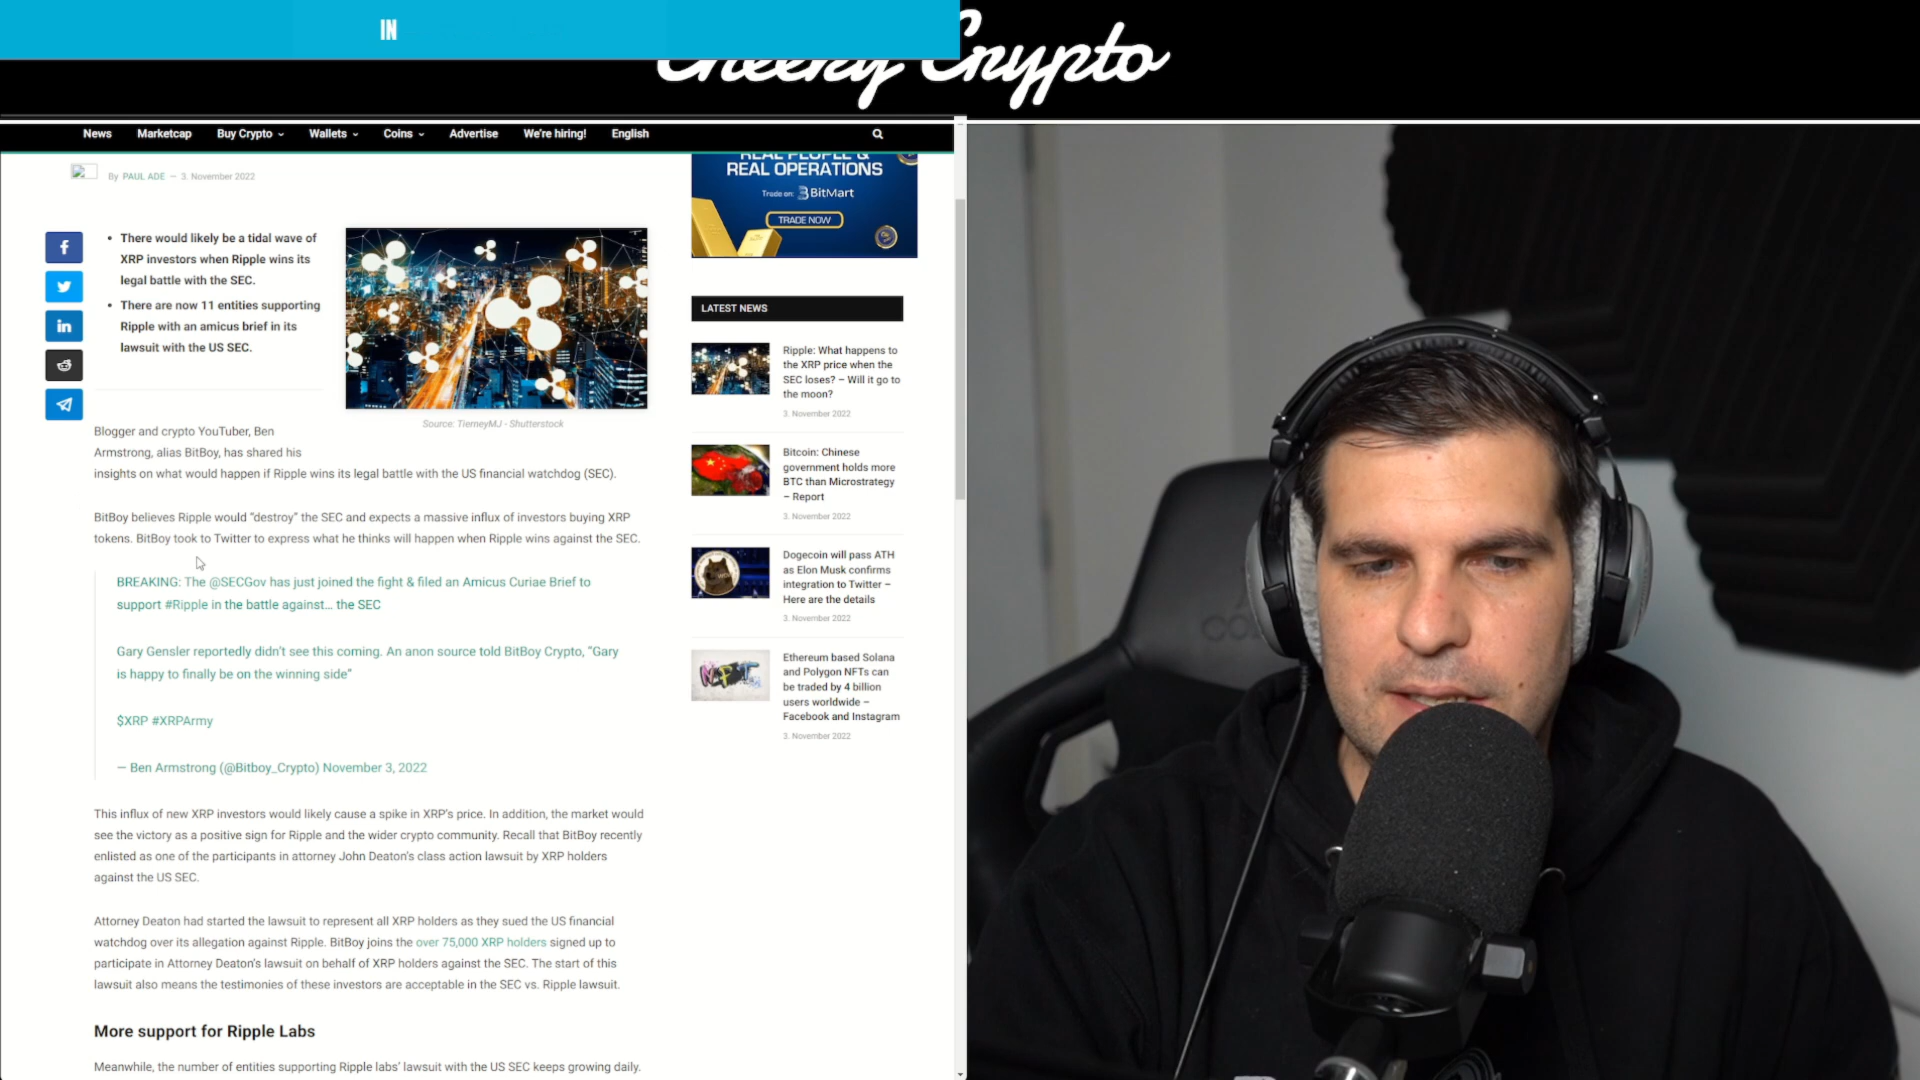 IN
Cheeky Crypto
News Marketcap Buy Crypto Wallets Coins Advertise We're hiring! English
By PAUL ADE — 3. November 2022
REAL PEOPLE &
REAL OPERATIONS
Trade on: BitMart
TRADE NOW
There would likely be a tidal wave of
XRP investors when Ripple wins its
legal battle with the SEC.
There are now 11 entities supporting
Ripple with an amicus brief in its
lawsuit with the US SEC.
Source: TierneyMJ - Shutterstock
Blogger and crypto YouTuber, Ben
Armstrong, alias BitBoy, has shared his
insights on what would happen if Ripple wins its legal battle with the US financial watchdog (SEC).
BitBoy believes Ripple would “destroy” the SEC and expects a massive influx of investors buying XRP
tokens. BitBoy took to Twitter to express what he thinks will happen when Ripple wins against the SEC.
BREAKING: The @SECGov has just joined the fight & filed an Amicus Curiae Brief to
support #Ripple in the battle against… the SEC
Gary Gensler reportedly didn’t see this coming. An anon source told BitBoy Crypto, “Gary
is happy to finally be on the winning side”
$XRP #XRPArmy
— Ben Armstrong (@Bitboy_Crypto) November 3, 2022
This influx of new XRP investors would likely cause a spike in XRP’s price. In addition, the market would
see the victory as a positive sign for Ripple and the wider crypto community. Recall that BitBoy recently
enlisted as one of the participants in attorney John Deaton’s class action lawsuit by XRP holders
against the US SEC.
Attorney Deaton had started the lawsuit to represent all XRP holders as they sued the US financial
watchdog over its allegation against Ripple. BitBoy joins the over 75,000 XRP holders signed up to
participate in Attorney Deaton’s lawsuit on behalf of XRP holders against the SEC. The start of this
lawsuit also means the testimonies of these investors are acceptable in the SEC vs. Ripple lawsuit.
More support for Ripple Labs
Meanwhile, the number of entities supporting Ripple labs’ lawsuit with the US SEC keeps growing daily.
LATEST NEWS
Ripple: What happens to
the XRP price when the
SEC loses? – Will it go to
the moon?
3. November 2022
Bitcoin: Chinese
government holds more
BTC than Microstrategy
– Report
3. November 2022
Dogecoin will pass ATH
as Elon Musk confirms
integration to Twitter –
Here are the details
3. November 2022
Ethereum based Solana
and Polygon NFTs can
be traded by 4 billion
users worldwide –
Facebook and Instagram
3. November 2022